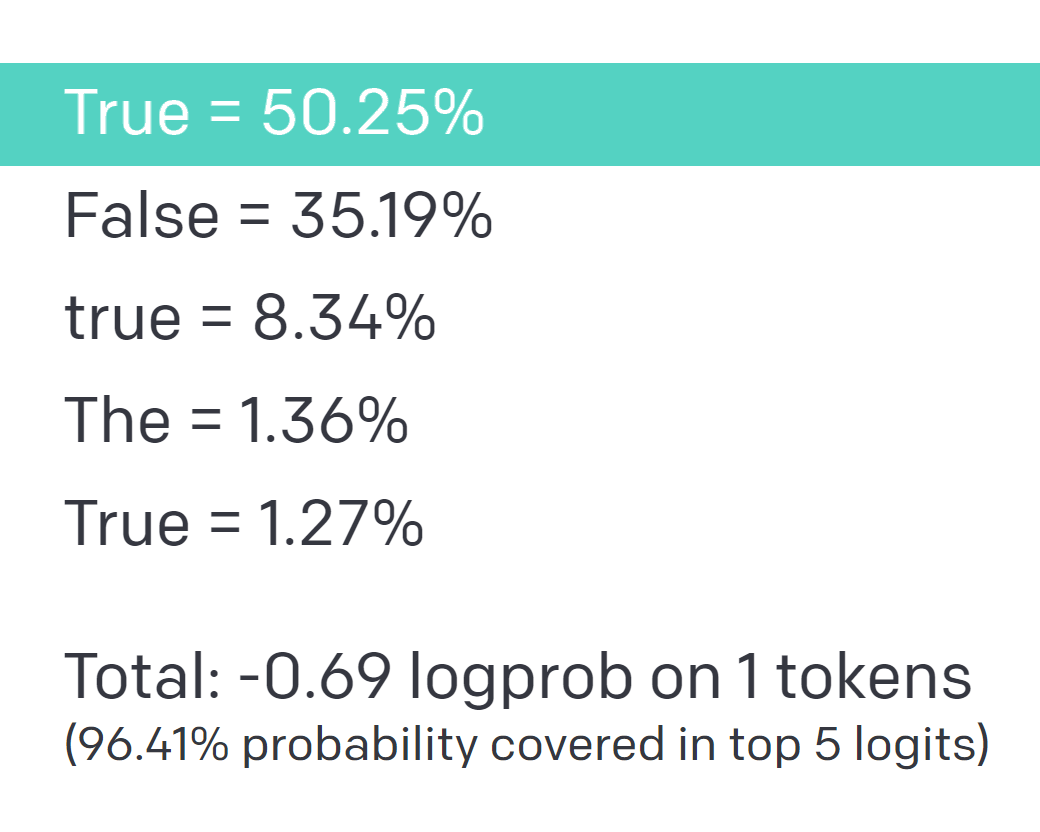 True = 50.25%
False = 35.19%
true = 8.34%
The = 1.36%
True = 1.27%
Total: -0.69 logprob on 1 tokens
(96.41% probability covered in top 5 logits)